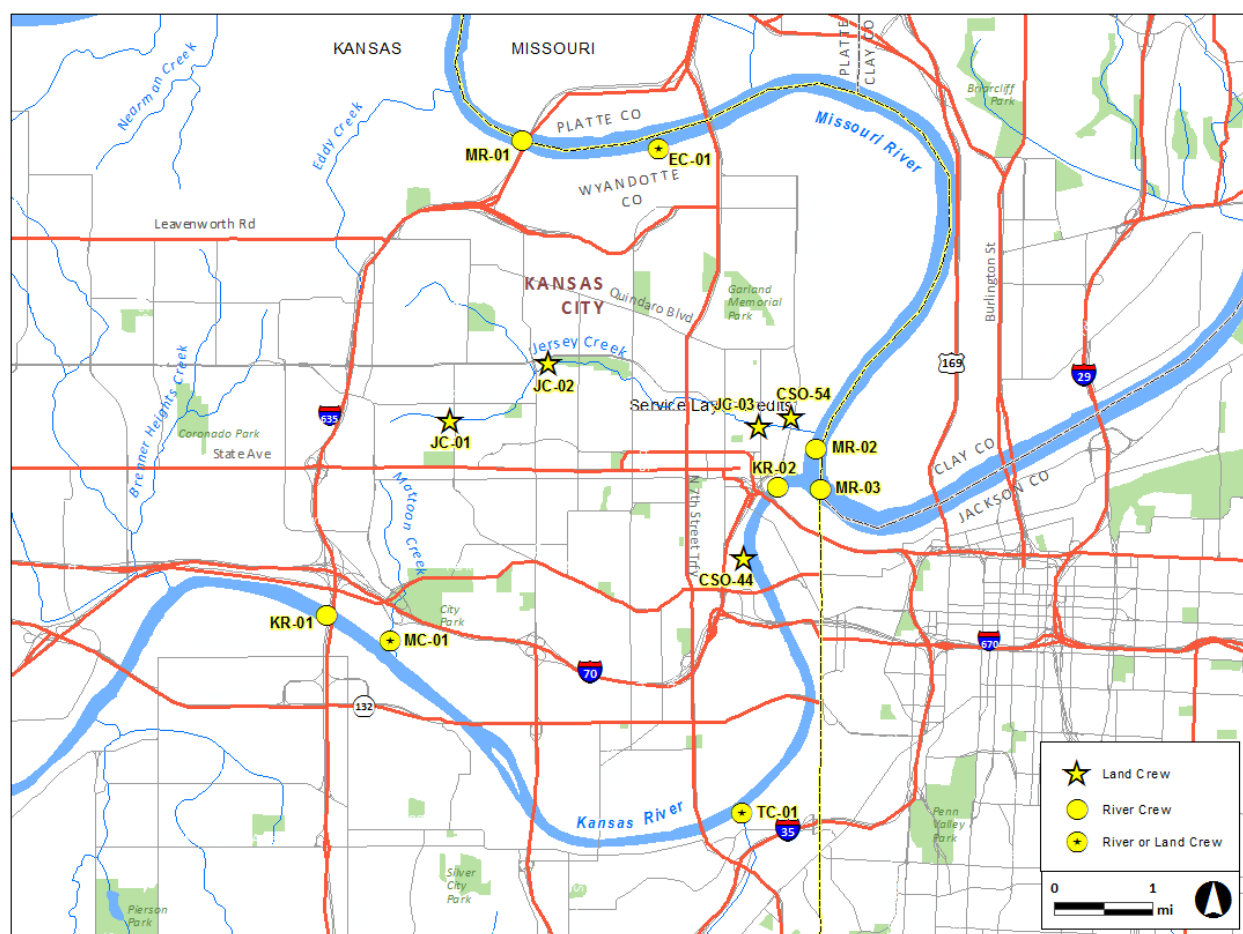 KANSAS MISSOURI
Nearman Creek
Eddy Creek
PLATTE CO
CLAY CO
Briarcliff Park
PLATTE CO
Missouri River
MR-01
EC-01
WYANDOTTE CO
Leavenworth Rd
Burlington St
KANSAS CITY
Quindaro Blvd
Garland Memorial Park
Jersey Creek
169
29
JC-02
Brenner Heights Creek
635
Service Lay
edits
JC-03
CSO-54
Coronado Park
JC-01
State Ave
MR-02
CLAY CO
KR-02
MR-03
JACKSON CO
Mattoon Creek
N 7th Street Trfy
CSO-44
KR-01
City Park
MC-01
670
70
132
Kansas River
TC-01
35
Penn Valley Park
Silver City Park
Pierson Park
Land Crew
River Crew
River or Land Crew
0 1
mi